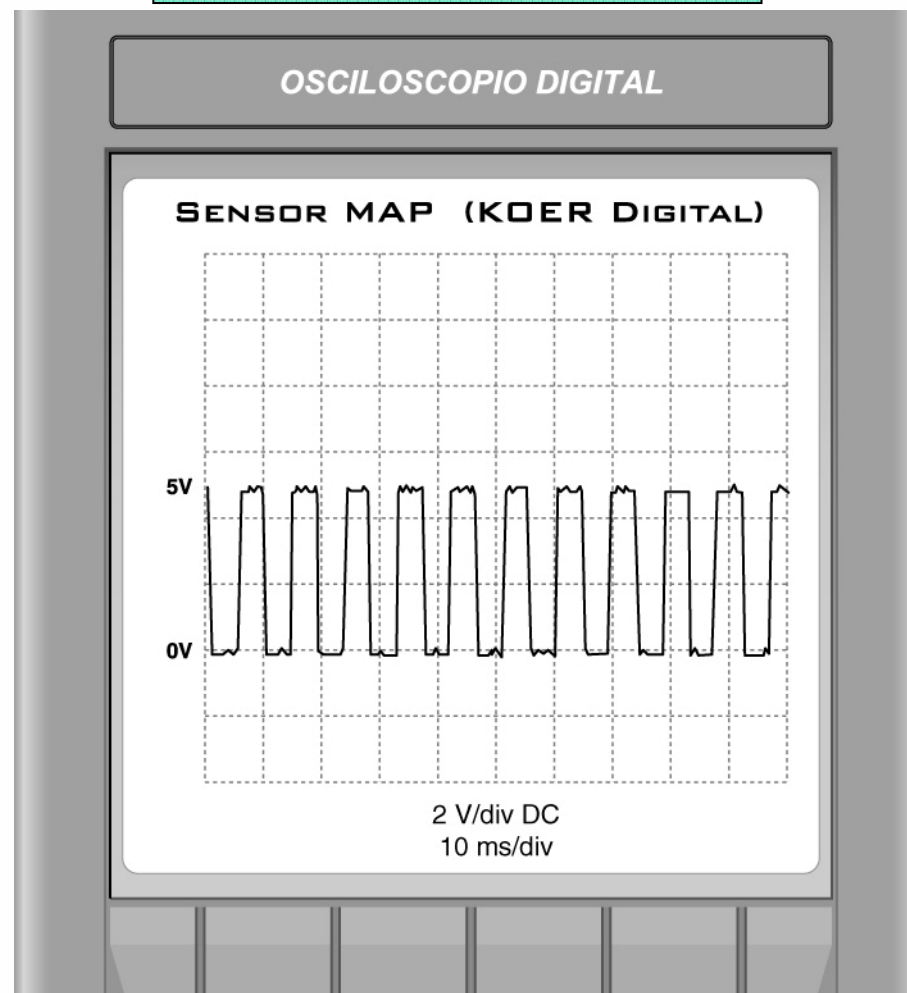 OSCILOSCOPIO DIGITAL
SENSOR MAP (KOER DIGITAL)
5V
0V
2 V/div DC
10 ms/div